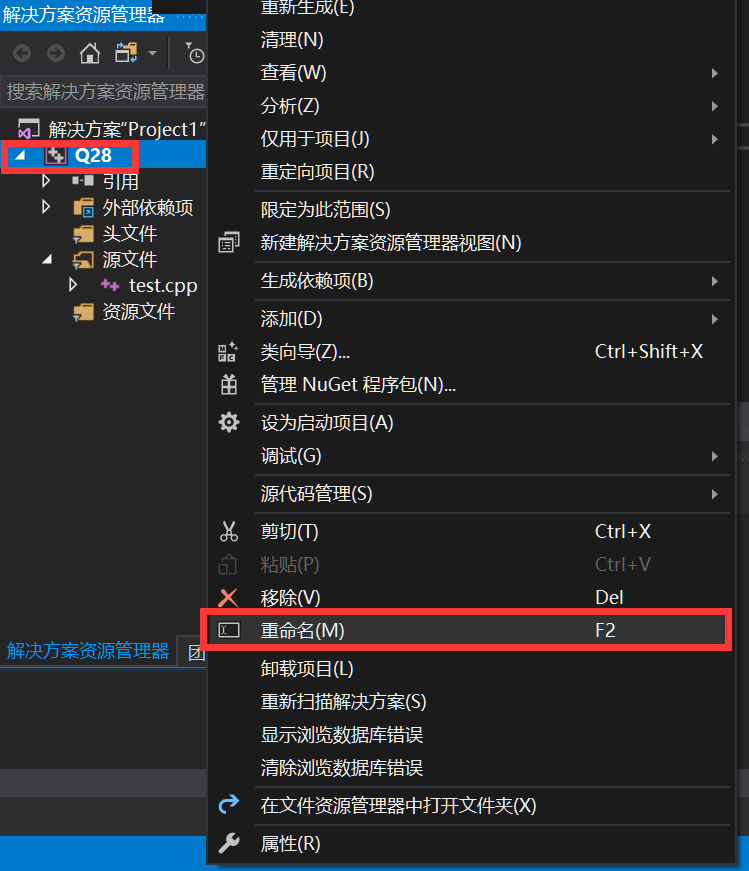 解决方案资源管理器
搜索解决方案资源管理器
解决方案"Project1"
Q28
引用
外部依赖项
头文件
源文件
test.cpp
资源文件
解决方案资源管理器
团
重新生成(E)
清理(N)
查看(W)
分析(Z)
仅用于项目(J)
重定向项目(R)
限定为此范围(S)
新建解决方案资源管理器视图(N)
生成依赖项(B)
添加(D)
类向导(Z)... Ctrl+Shift+X
管理 NuGet 程序包(N)...
设为启动项目(A)
调试(G)
源代码管理(S)
剪切(T) Ctrl+X
粘贴(P) Ctrl+V
移除(V) Del
重命名(M) F2
卸载项目(L)
重新扫描解决方案(S)
显示浏览数据库错误
清除浏览数据库错误
在文件资源管理器中打开文件夹(X)
属性(R)